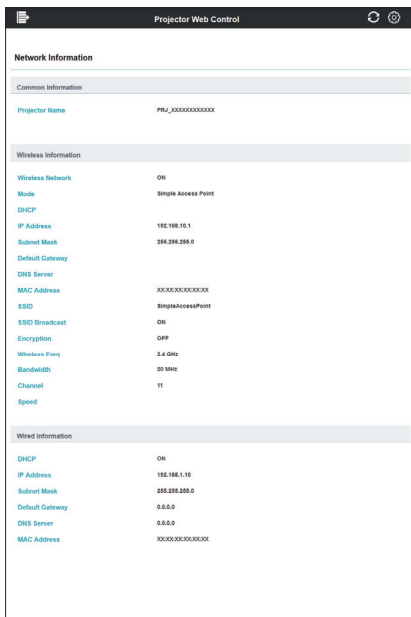 Projector Web Control
Network Information
Common Information
Projector Name PRJ_XXXXXXXXXXXX
Wireless Information
Wireless Network ON
Mode Simple Access Point
DHCP
IP Address 192.168.10.1
Subnet Mask 255.255.255.0
Default Gateway
DNS Server
MAC Address XX:XX:XX:XX:XX:XX
SSID SimpleAccessPoint
SSID Broadcast ON
Encryption OFF
Wireless Freq 2.4 GHz
Bandwidth 20 MHz
Channel 11
Speed
Wired Information
DHCP ON
IP Address 192.168.1.10
Subnet Mask 255.255.255.0
Default Gateway 0.0.0.0
DNS Server 0.0.0.0
MAC Address XX:XX:XX:XX:XX:XX